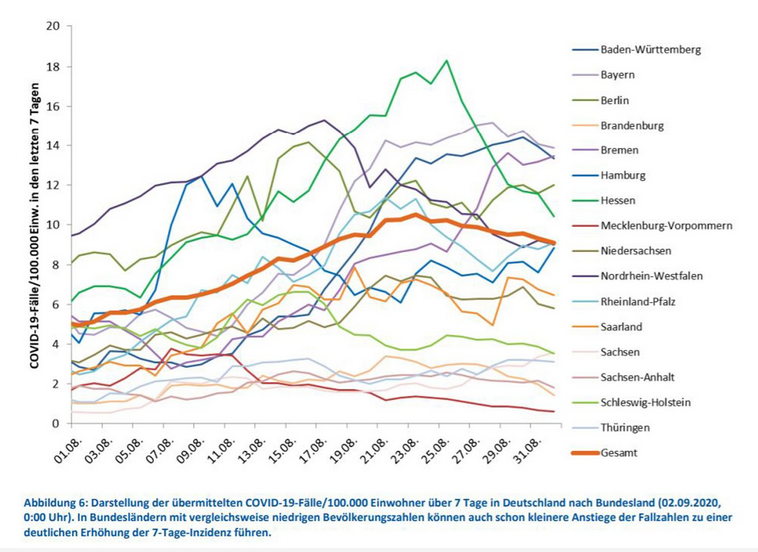 COVID-19-Fälle/100.000Einw. in den letzten 7 Tagen
20
18
16
14
12
10
8
6
4
2
0
01.08.
03.08.
05.08.
07.08.
09.08.
11.08.
13.08.
15.08.
17.08.
19.08.
21.08.
23.08.
25.08.
27.08.
29.08.
31.08.
Baden-Württemberg
Bayern
Berlin
Brandenburg
Bremen
Hamburg
Hessen
Mecklenburg-Vorpommern
Niedersachsen
Nordrhein-Westfalen
Rheinland-Pfalz
Saarland
Sachsen
Sachsen-Anhalt
Schleswig-Holstein
Thüringen
Gesamt
Abbildung 6: Darstellung der übermittelten COVID-19-Fälle/100.000 Einwohner über 7 Tage in Deutschland nach Bundesland (02.09.2020,
0:00 Uhr). In Bundesländern mit vergleichsweise niedrigen Bevölkerungszahlen können auch schon kleinere Anstiege der Fallzahlen zu einer
deutlichen Erhöhung der 7-Tage-Inzidenz führen.